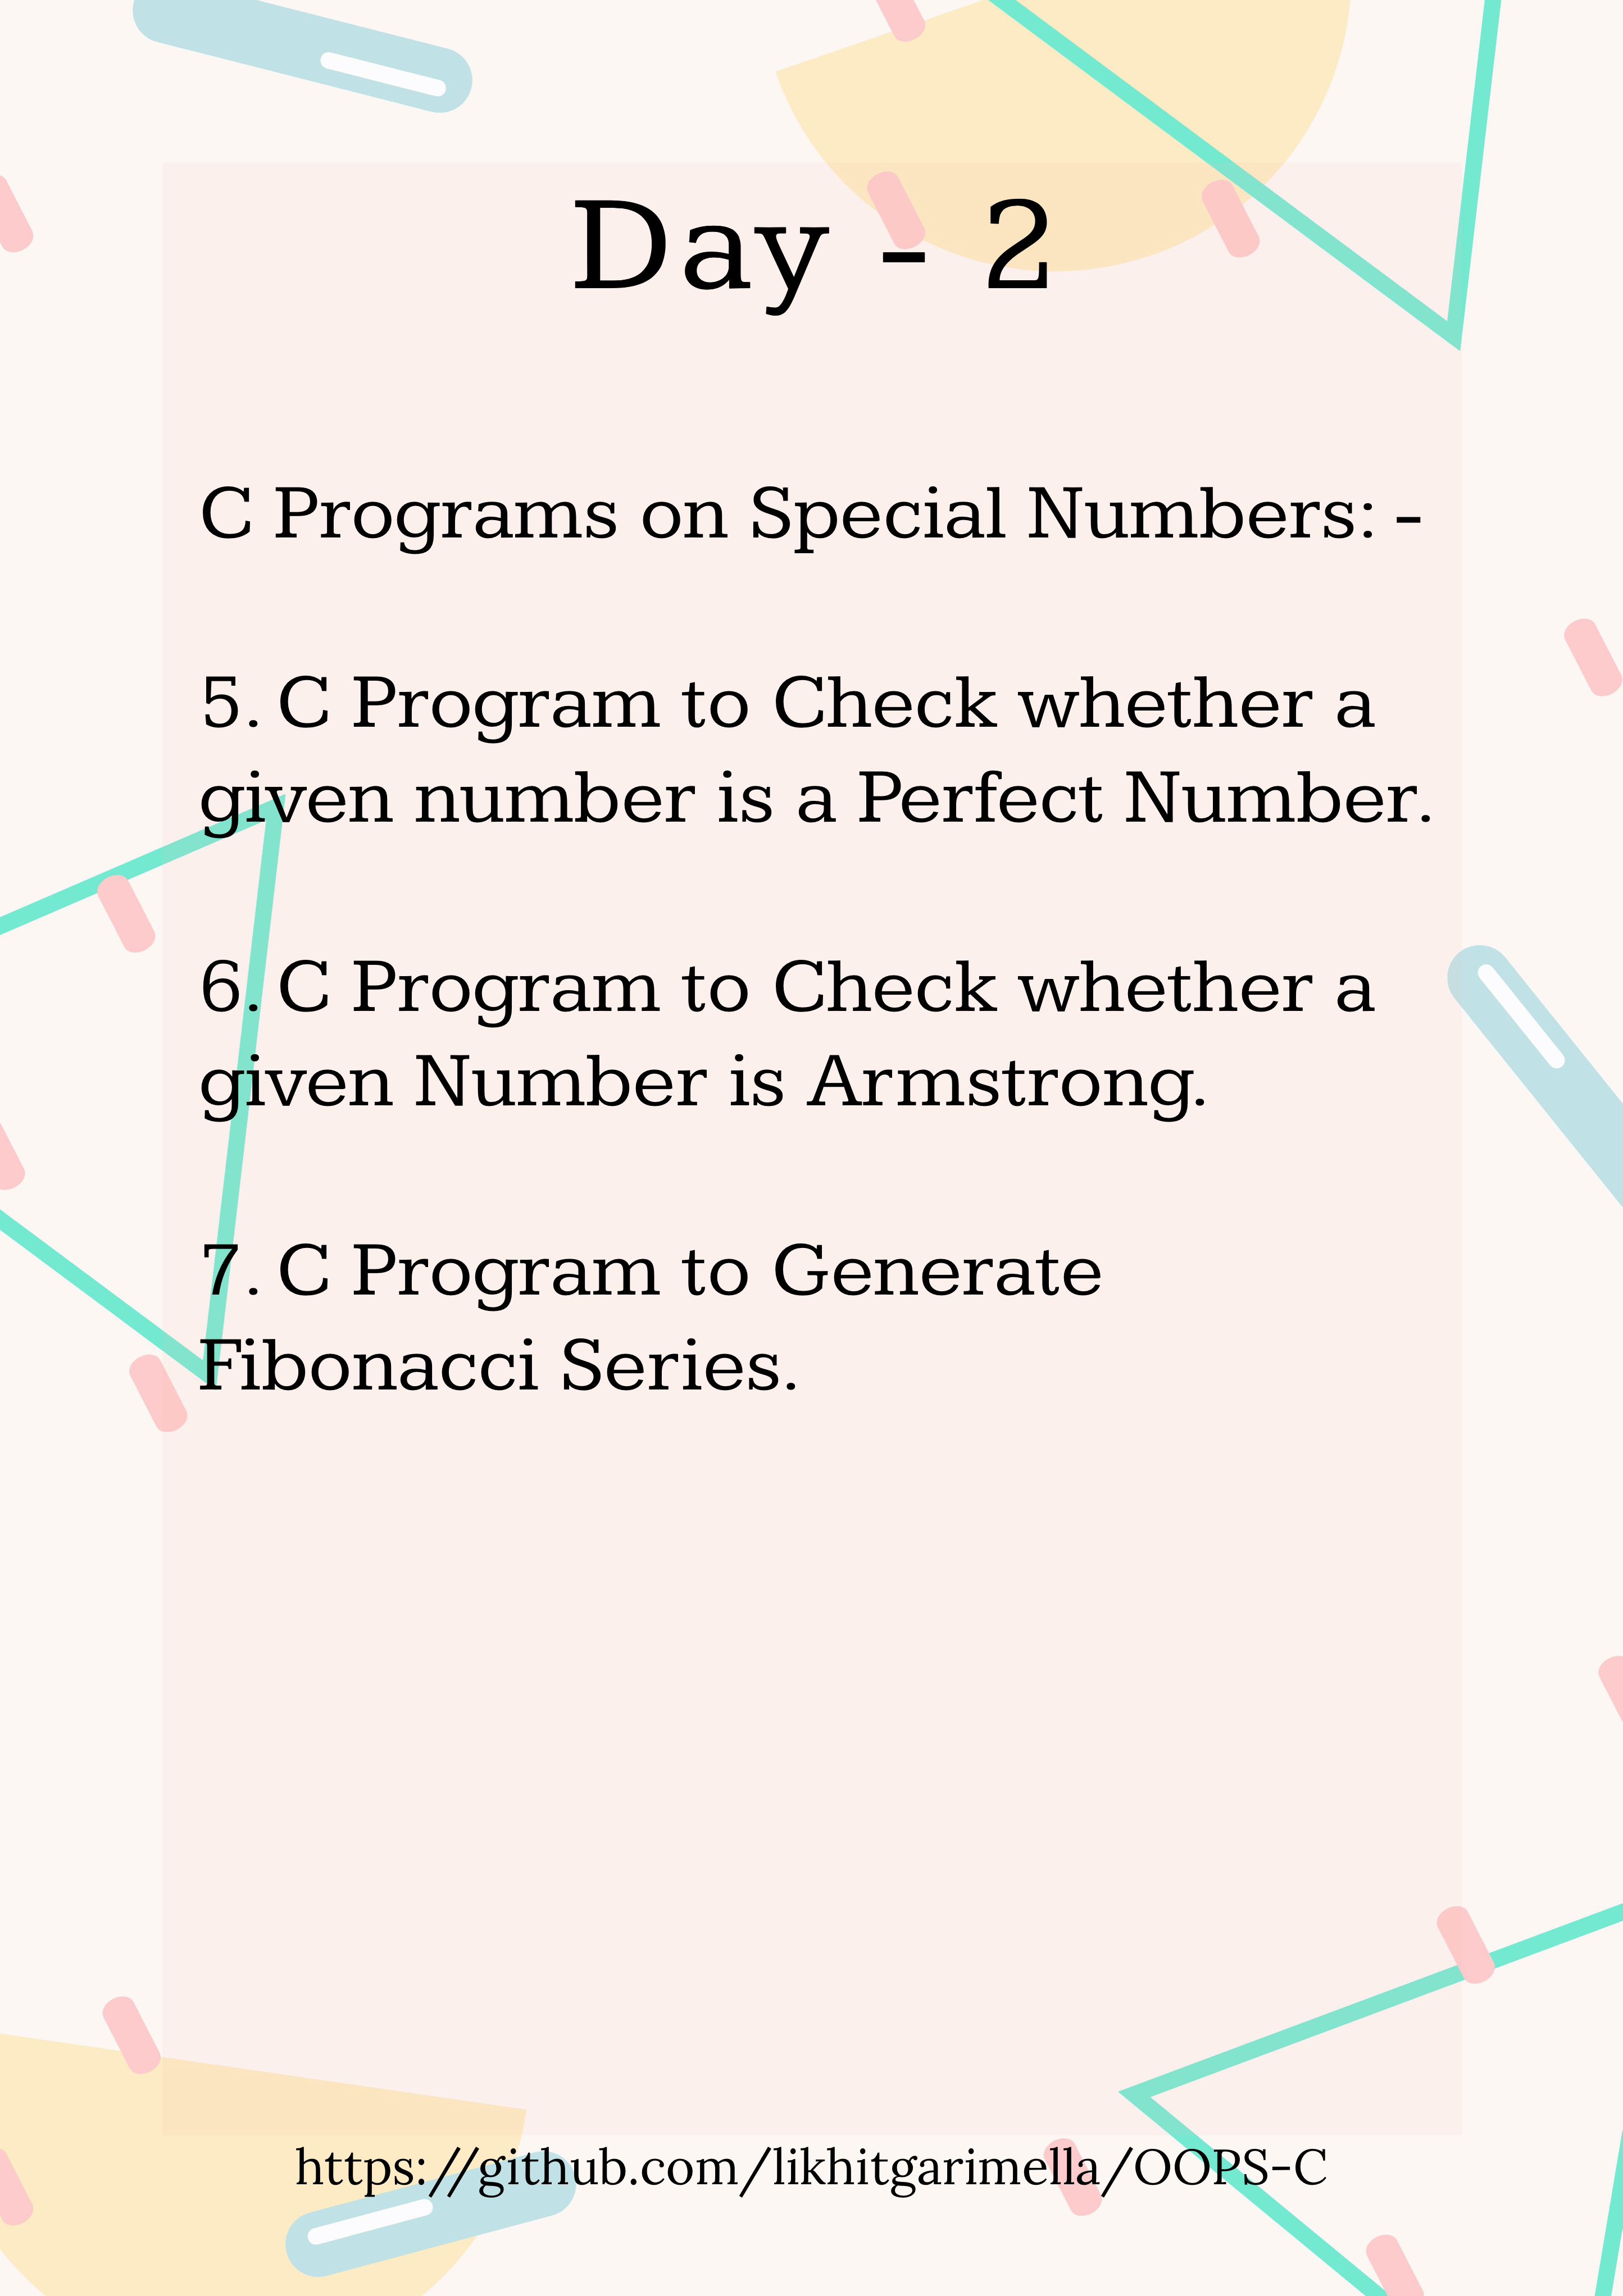 Day - 2
C Programs on Special Numbers: -
5. C Program to Check whether a
given number is a Perfect Number.
6. C Program to Check whether a
given Number is Armstrong.
7. C Program to Generate
Fibonacci Series.
https://github.com/likhitgarimella/OOPS-C